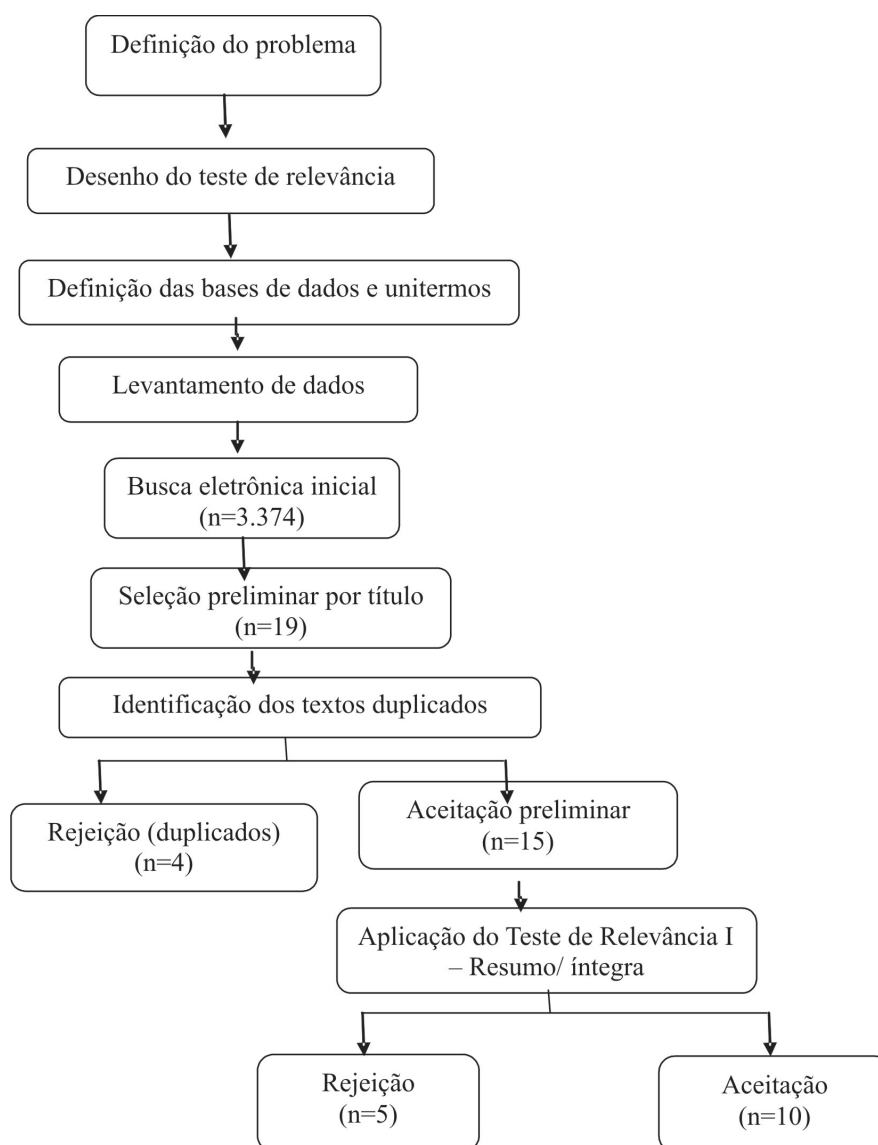 Definição do problema
Desenho do teste de relevância
Definição das bases de dados e unitermos
Levantamento de dados
Busca eletrônica inicial
(n=3.374)
Seleção preliminar por título
(n=19)
Identificação dos textos duplicados
Rejeição (duplicados)
(n=4)
Aceitação preliminar
(n=15)
Aplicação do Teste de Relevância I
– Resumo/ íntegra
Rejeição
(n=5)
Aceitação
(n=10)